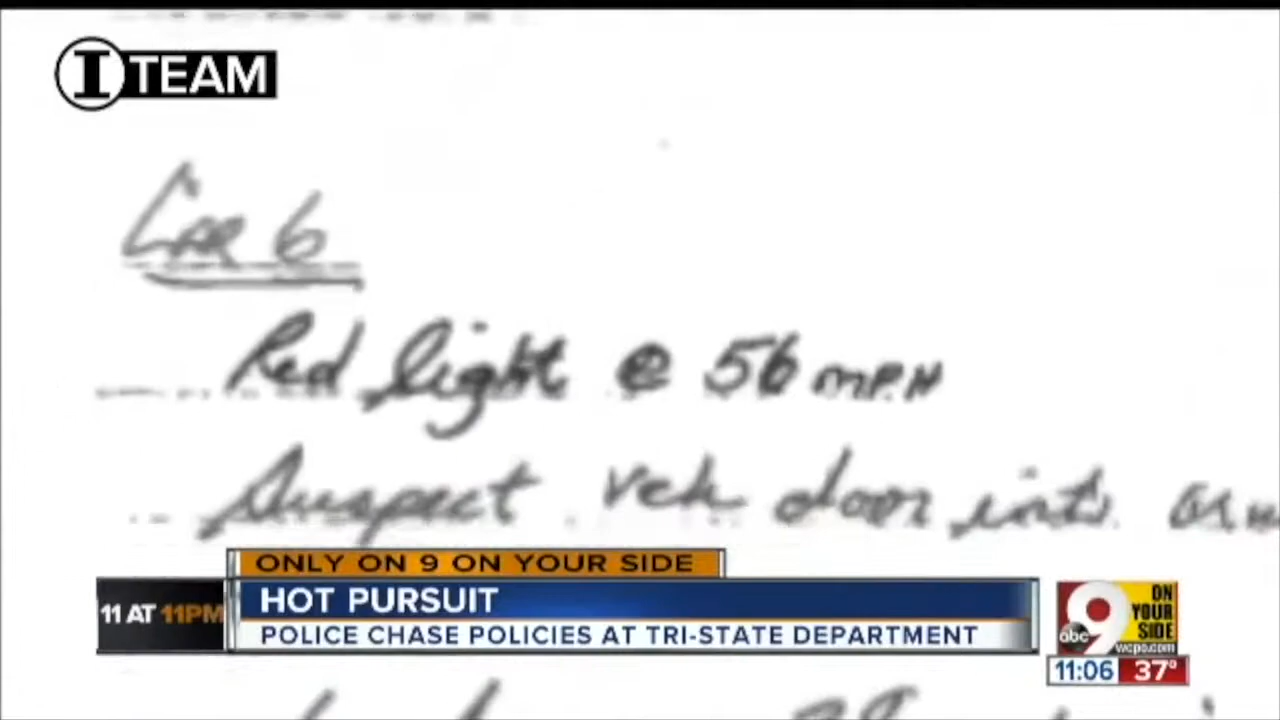 I TEAM
Car 6
Red light @ 56 MPH
Suspect veh door into
ONLY ON 9 ON YOUR SIDE
11 AT 11PM
HOT PURSUIT
POLICE CHASE POLICIES AT TRI-STATE DEPARTMENT
abc 9 ON YOUR SIDE
wcpo.com
11:06 37°